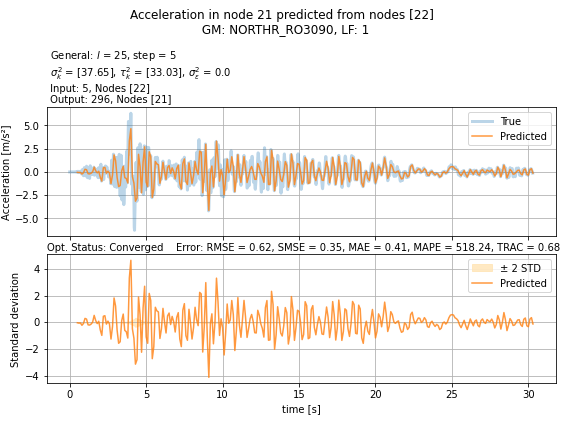 Acceleration in node 21 predicted from nodes [22]
GM: NORTHR_RO3090, LF: 1
General: l = 25, step = 5
σ²ₖ = [37.65], τ²ₖ = [33.03], σ²ε = 0.0
Input: 5, Nodes [22]
Output: 296, Nodes [21]
Acceleration [m/s²]
5.0
2.5
0.0
−2.5
−5.0
True
Predicted
Opt. Status: Converged Error: RMSE = 0.62, SMSE = 0.35, MAE = 0.41, MAPE = 518.24, TRAC = 0.68
Standard deviation
4
2
0
−2
−4
± 2 STD
Predicted
0 5 10 15 20 25 30
time [s]